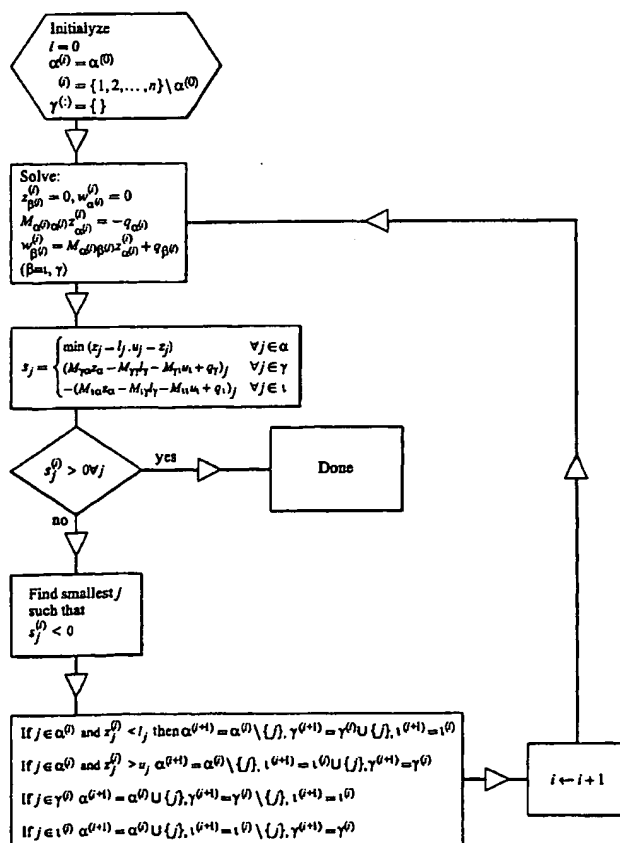 Initialyze
i = 0
α^(i) = α^(0)
^(i) = {1, 2, ..., n} \ α^(0)
γ^(:) = { }
Solve:
z_β^(i)^(i) = 0, w_α^(i)^(i) = 0
M_α^(i)α^(i) z_α^(i)^(i) = −q_α^(i)
w_β^(i)^(i) = M_α^(i)β^(i) z_α^(i)^(i) + q_β^(i)
(β=ι, γ)
s_j = { min (z_j − l_j . u_j − z_j) ∀j∈α
(M_γα z_α − M_γγ l_γ − M_γι u_ι + q_γ)_j ∀j∈γ
−(M_ια z_α − M_ιγ l_γ − M_ιι u_ι + q_ι)_j ∀j∈ι
s_j^(i) > 0∀j
yes
Done
no
Find smallest j
such that
s_j^(i) < 0
If j∈α^(i) and z_j^(i) < l_j then α^(i+1) = α^(i) \ {j}, γ^(i+1) = γ^(i) ∪ {j}, ι^(i+1) = ι^(i)
If j∈α^(i) and z_j^(i) > u_j α^(i+1) = α^(i) \ {j}, ι^(i+1) = ι^(i) ∪ {j}, γ^(i+1) = γ^(i)
If j∈γ^(i) α^(i+1) = α^(i) ∪ {j}, γ^(i+1) = γ^(i) \ {j}, ι^(i+1) = ι^(i)
If j∈ι^(i) α^(i+1) = α^(i) ∪ {j}, ι^(i+1) = ι^(i) \ {j}, γ^(i+1) = γ^(i)
i ← i + 1